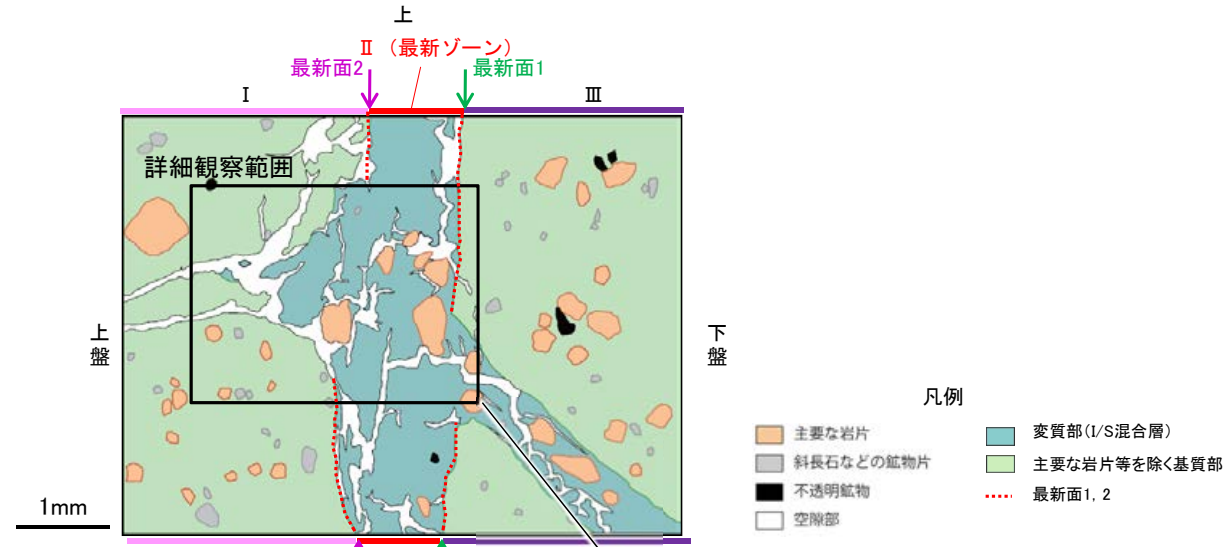 上
Ⅱ (最新ゾーン)
最新面2
最新面1
Ⅰ
Ⅲ
詳細観察範囲
上盤
下盤
1mm
凡例
主要な岩片
斜長石などの鉱物片
不透明鉱物
空隙部
変質部(I/S混合層)
主要な岩片等を除く基質部
最新面1, 2